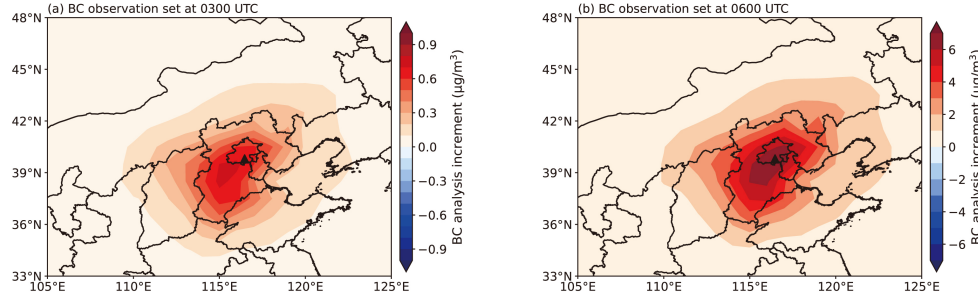 (a) BC observation set at 0300 UTC
48°N
45°N
42°N
39°N
36°N
33°N
105°E
110°E
115°E
120°E
125°E
0.9
0.6
0.3
0.0
−0.3
−0.6
−0.9
BC analysis increment (μg/m³)
(b) BC observation set at 0600 UTC
48°N
45°N
42°N
39°N
36°N
33°N
105°E
110°E
115°E
120°E
125°E
6
4
2
0
−2
−4
−6
BC analysis increment (μg/m³)